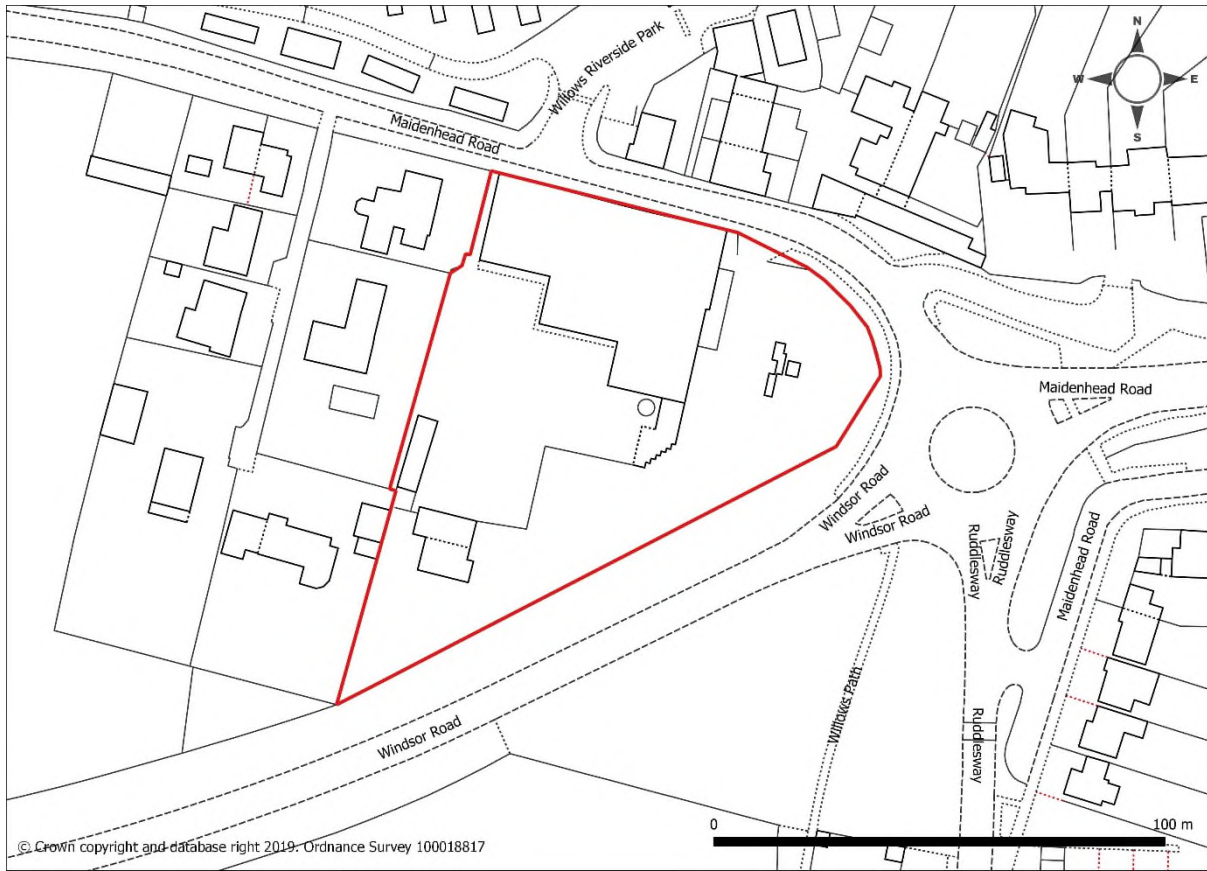 Willows Riverside Park
N
W
E
S
Maidenhead Road
Maidenhead Road
Windsor Road
Windsor Road
Ruddlesway
Ruddlesway
Maidenhead Road
Willows Path
Ruddlesway
Windsor Road
0
100 m
© Crown copyright and database right 2019. Ordnance Survey 100018817